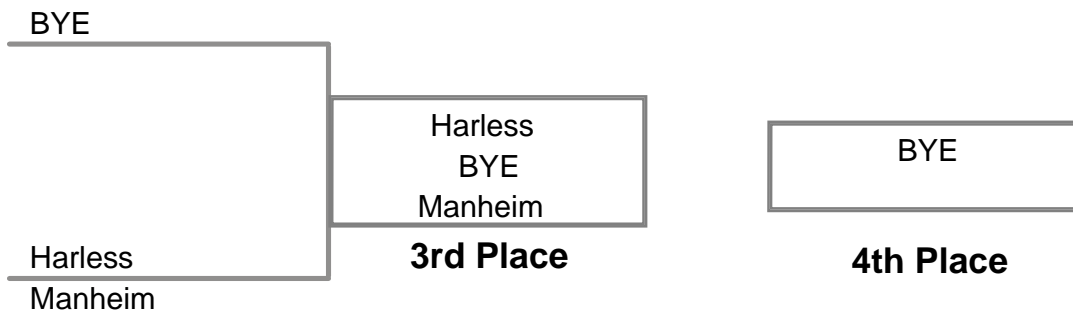 BYE
Harless
BYE
Manheim
3rd Place
BYE
4th Place
Harless
Manheim